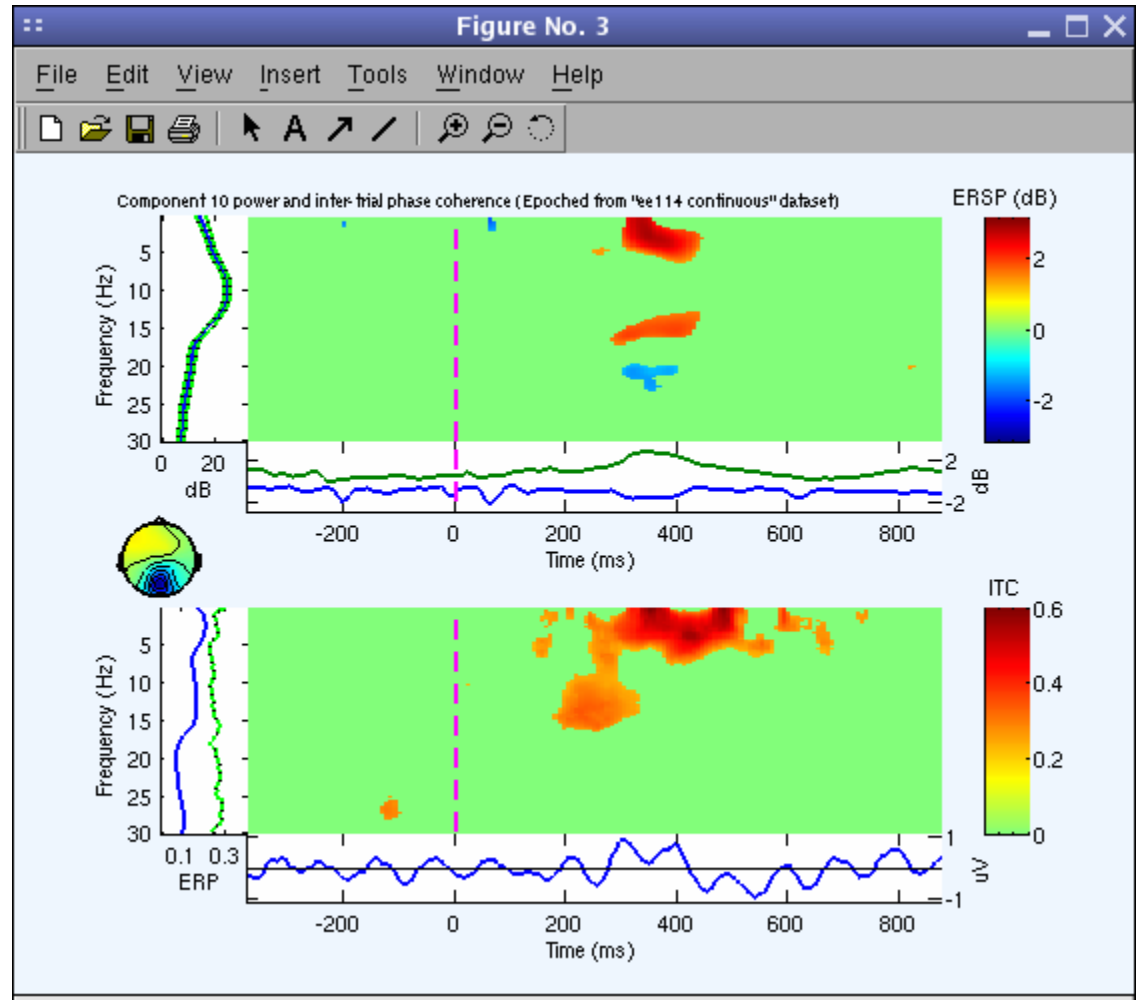 Figure No. 3
File Edit View Insert Tools Window Help
A
Component 10 power and inter-trial phase coherence (Epoched from "ee114 continuous" dataset)
ERSP (dB)
5
10
15
20
25
30
Frequency (Hz)
2
0
-2
0 20
dB
2
-2
dB
-200 0 200 400 600 800
Time (ms)
ITC
5
10
15
20
25
30
Frequency (Hz)
0.6
0.4
0.2
0
0.1 0.3
ERP
1
-1
uV
-200 0 200 400 600 800
Time (ms)